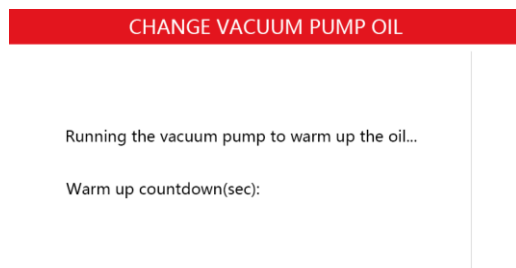 CHANGE VACUUM PUMP OIL
Running the vacuum pump to warm up the oil...
Warm up countdown(sec):